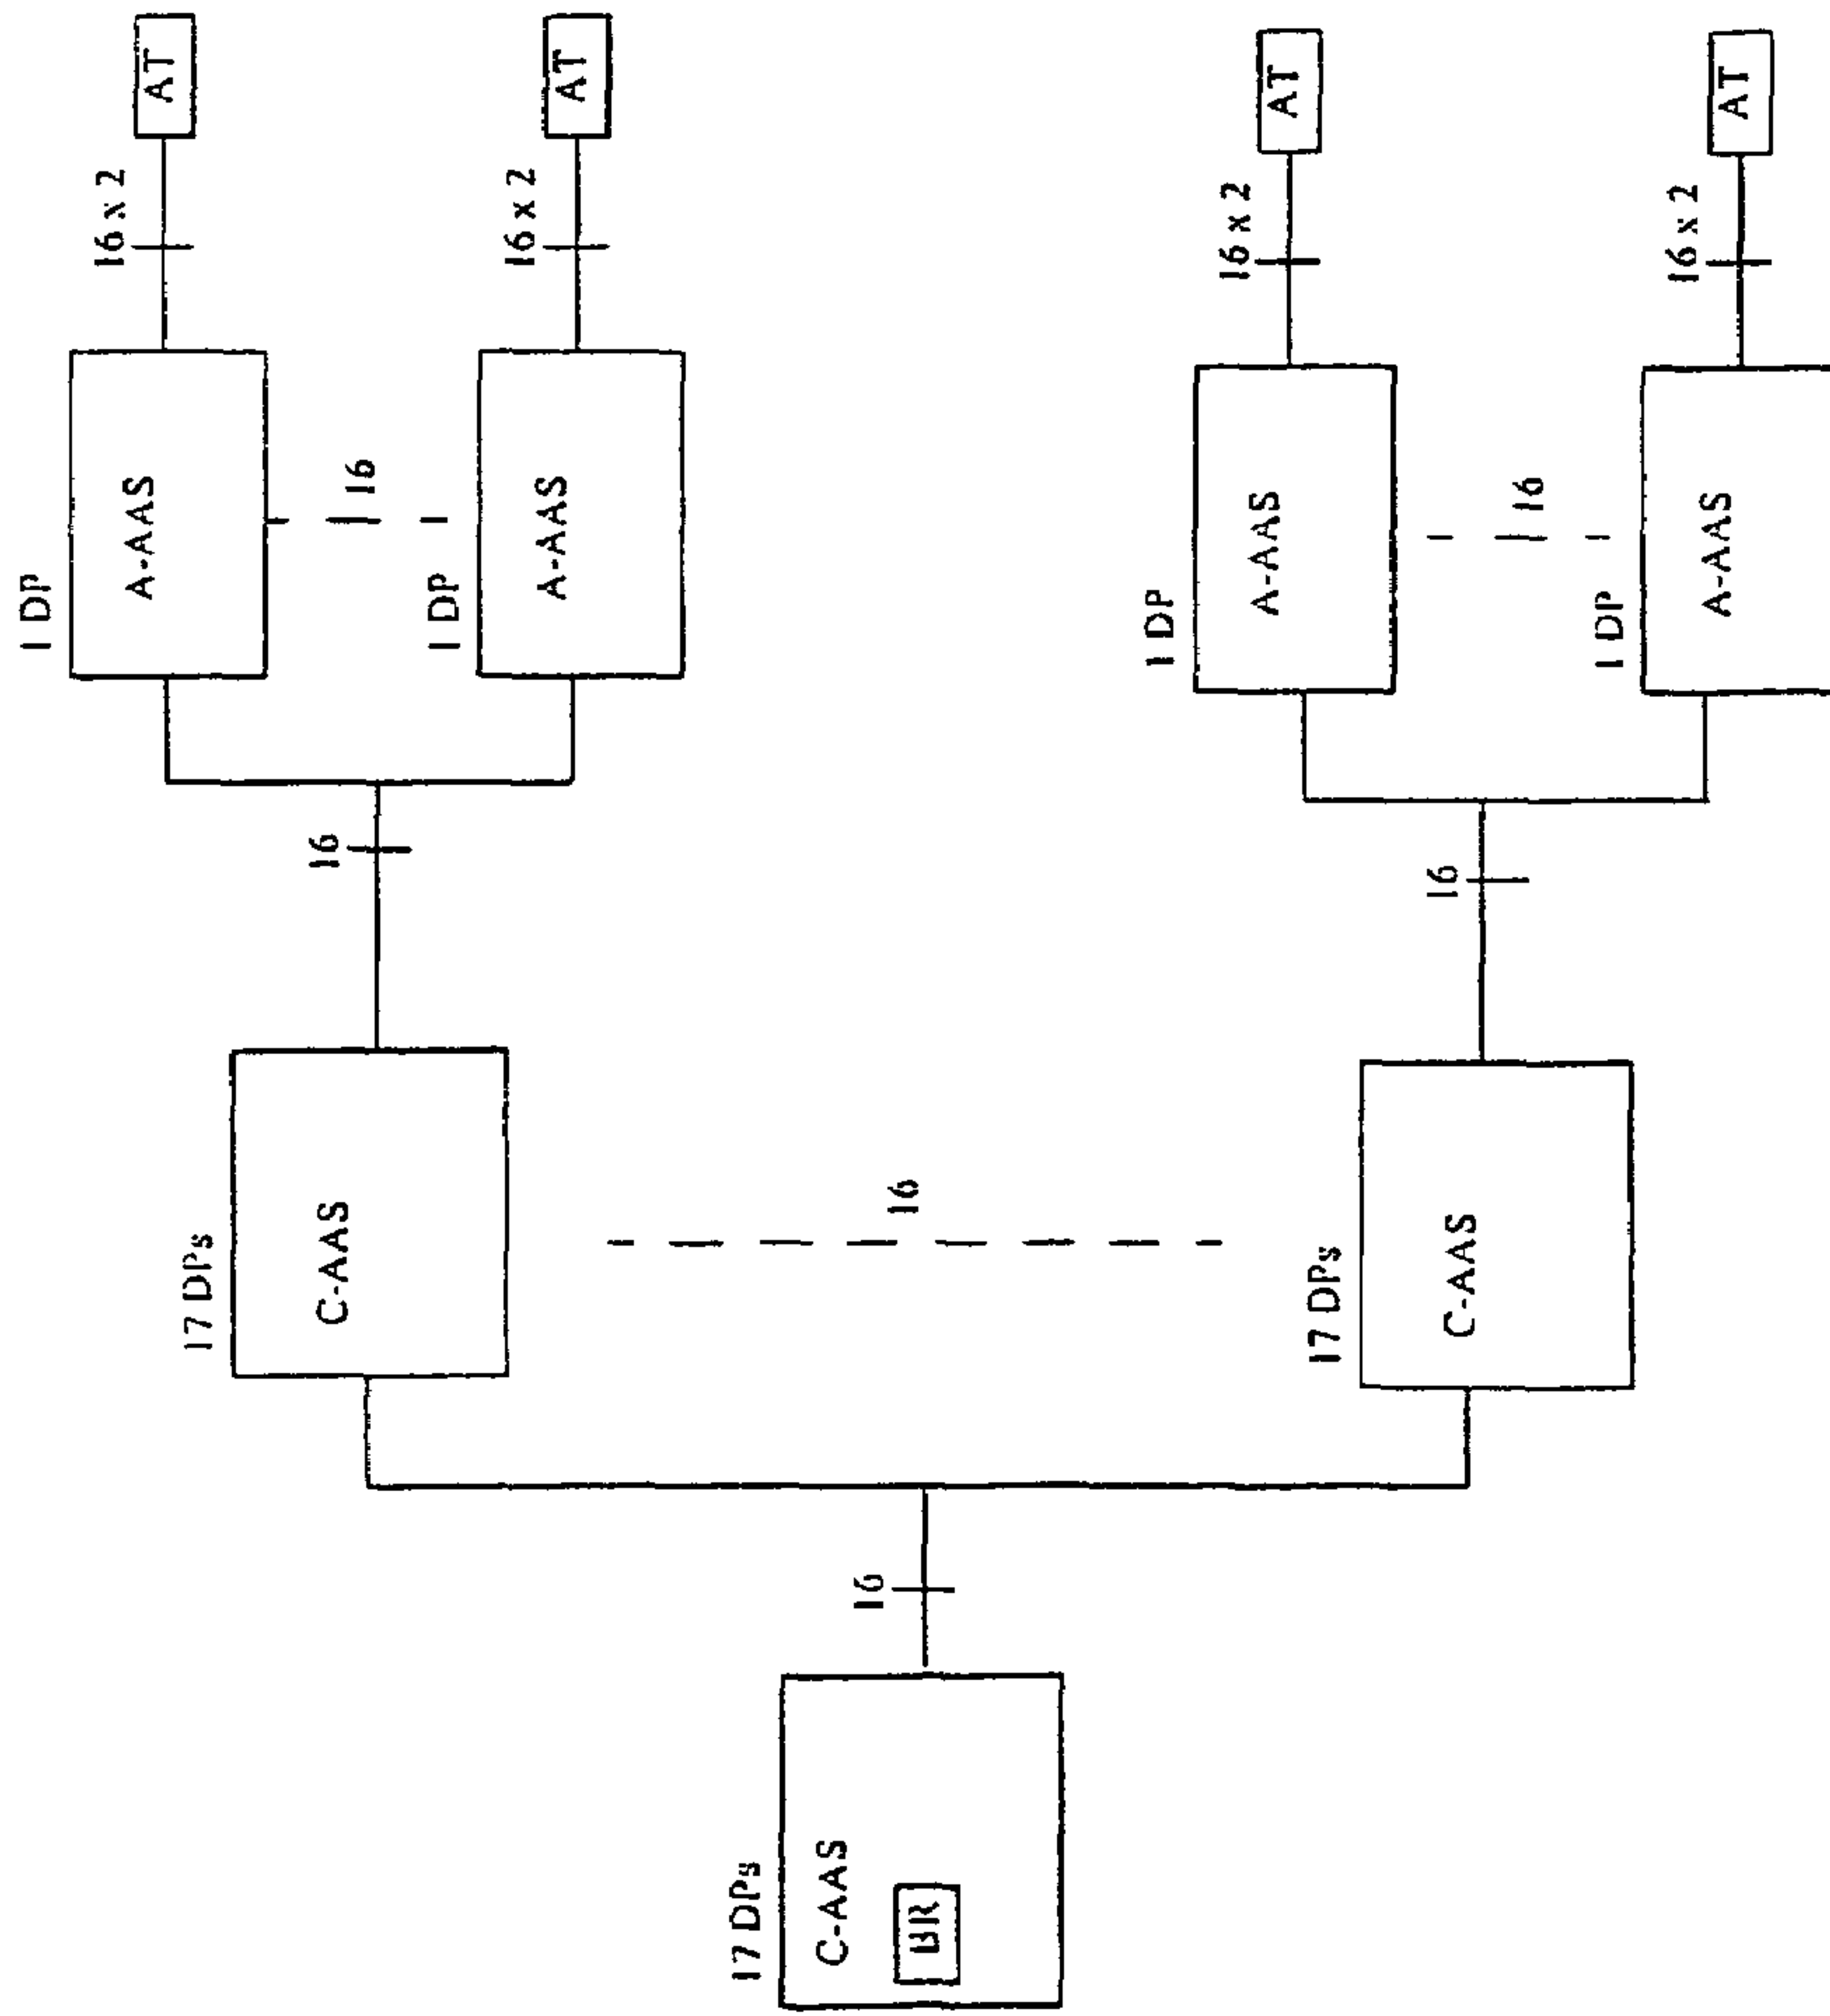 17 DPs
C-AAS
BR
16
17 DPs
C-AAS
16
17 DPs
C-AAS
16
16
1 DP
A-AAS
16
1 DP
A-AAS
1 DP
A-AAS
16
1 DP
A-AAS
16 x 2
AT
16 x 2
AT
16 x 2
AT
16 x 2
AT